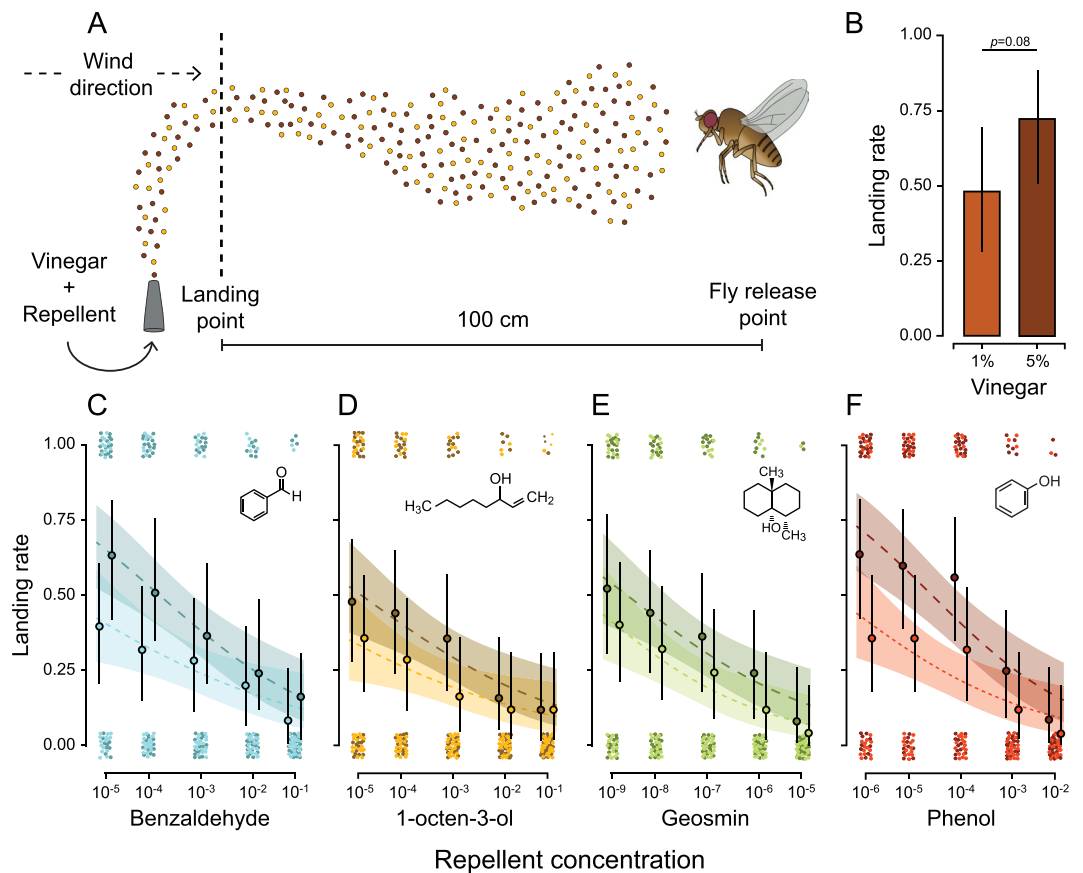 A
Wind
direction
Vinegar
+
Repellent
Landing
point
100 cm
Fly release
point
B
Landing rate
1.00
0.75
0.50
0.25
0.00
p=0.08
1%
5%
Vinegar
C
D
E
F
Landing rate
1.00
0.75
0.50
0.25
0.00
O
H
OH
H₃C
CH₂
CH₃
HO
CH₃
OH
10⁻⁵ 10⁻⁴ 10⁻³ 10⁻² 10⁻¹
Benzaldehyde
10⁻⁵ 10⁻⁴ 10⁻³ 10⁻² 10⁻¹
1-octen-3-ol
10⁻⁹ 10⁻⁸ 10⁻⁷ 10⁻⁶ 10⁻⁵
Geosmin
10⁻⁶ 10⁻⁵ 10⁻⁴ 10⁻³ 10⁻²
Phenol
Repellent concentration